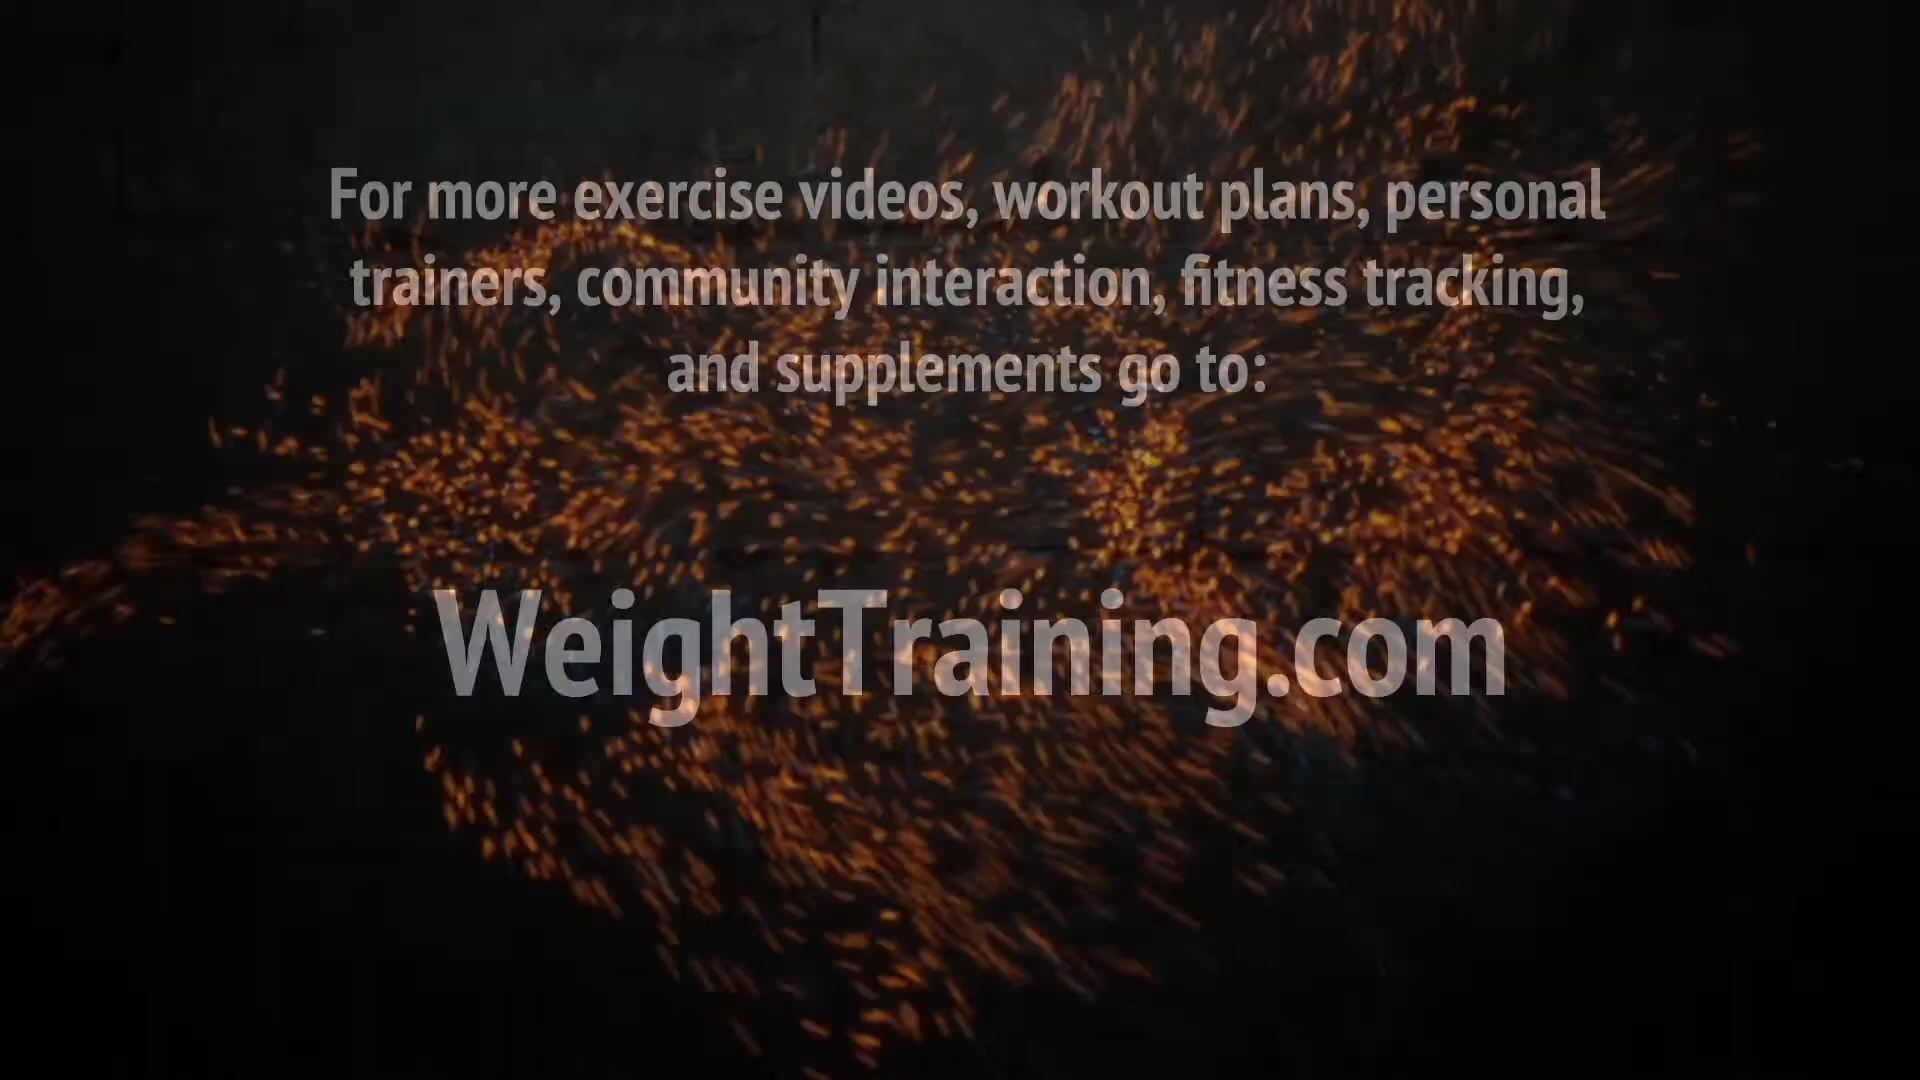 For more exercise videos, workout plans, personal
trainers, community interaction, fitness tracking,
and supplements go to:
WeightTraining.com